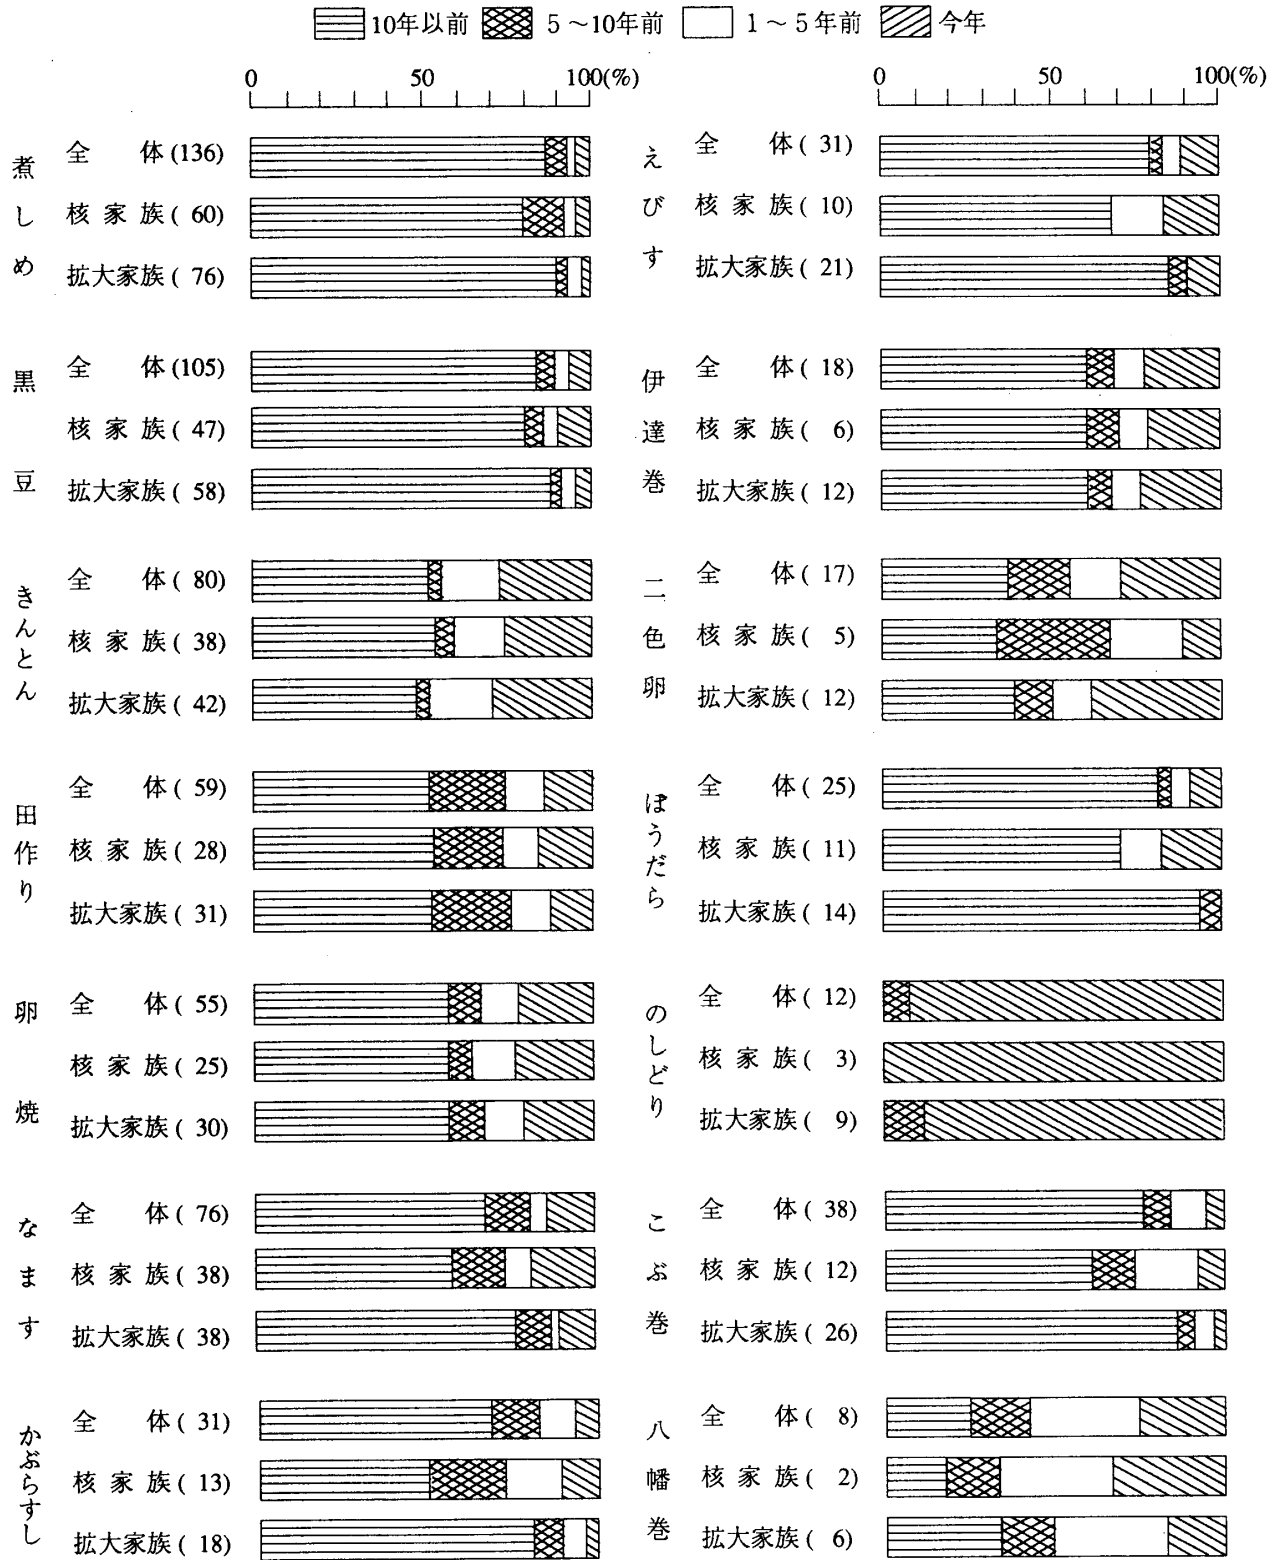 10年以前 5～10年前 1～5年前 今年
0 50 100(%)
煮しめ
全体(136)
核家族( 60)
拡大家族( 76)
黒豆
全体(105)
核家族( 47)
拡大家族( 58)
きんとん
全体( 80)
核家族( 38)
拡大家族( 42)
田作り
全体( 59)
核家族( 28)
拡大家族( 31)
卵焼
全体( 55)
核家族( 25)
拡大家族( 30)
なます
全体( 76)
核家族( 38)
拡大家族( 38)
かぶらすし
全体( 31)
核家族( 13)
拡大家族( 18)
0 50 100(%)
えびす
全体( 31)
核家族( 10)
拡大家族( 21)
伊達巻
全体( 18)
核家族( 6)
拡大家族( 12)
二色卵
全体( 17)
核家族( 5)
拡大家族( 12)
ぼうだら
全体( 25)
核家族( 11)
拡大家族( 14)
のしどり
全体( 12)
核家族( 3)
拡大家族( 9)
こぶ巻
全体( 38)
核家族( 12)
拡大家族( 26)
八幡巻
全体( 8)
核家族( 2)
拡大家族( 6)